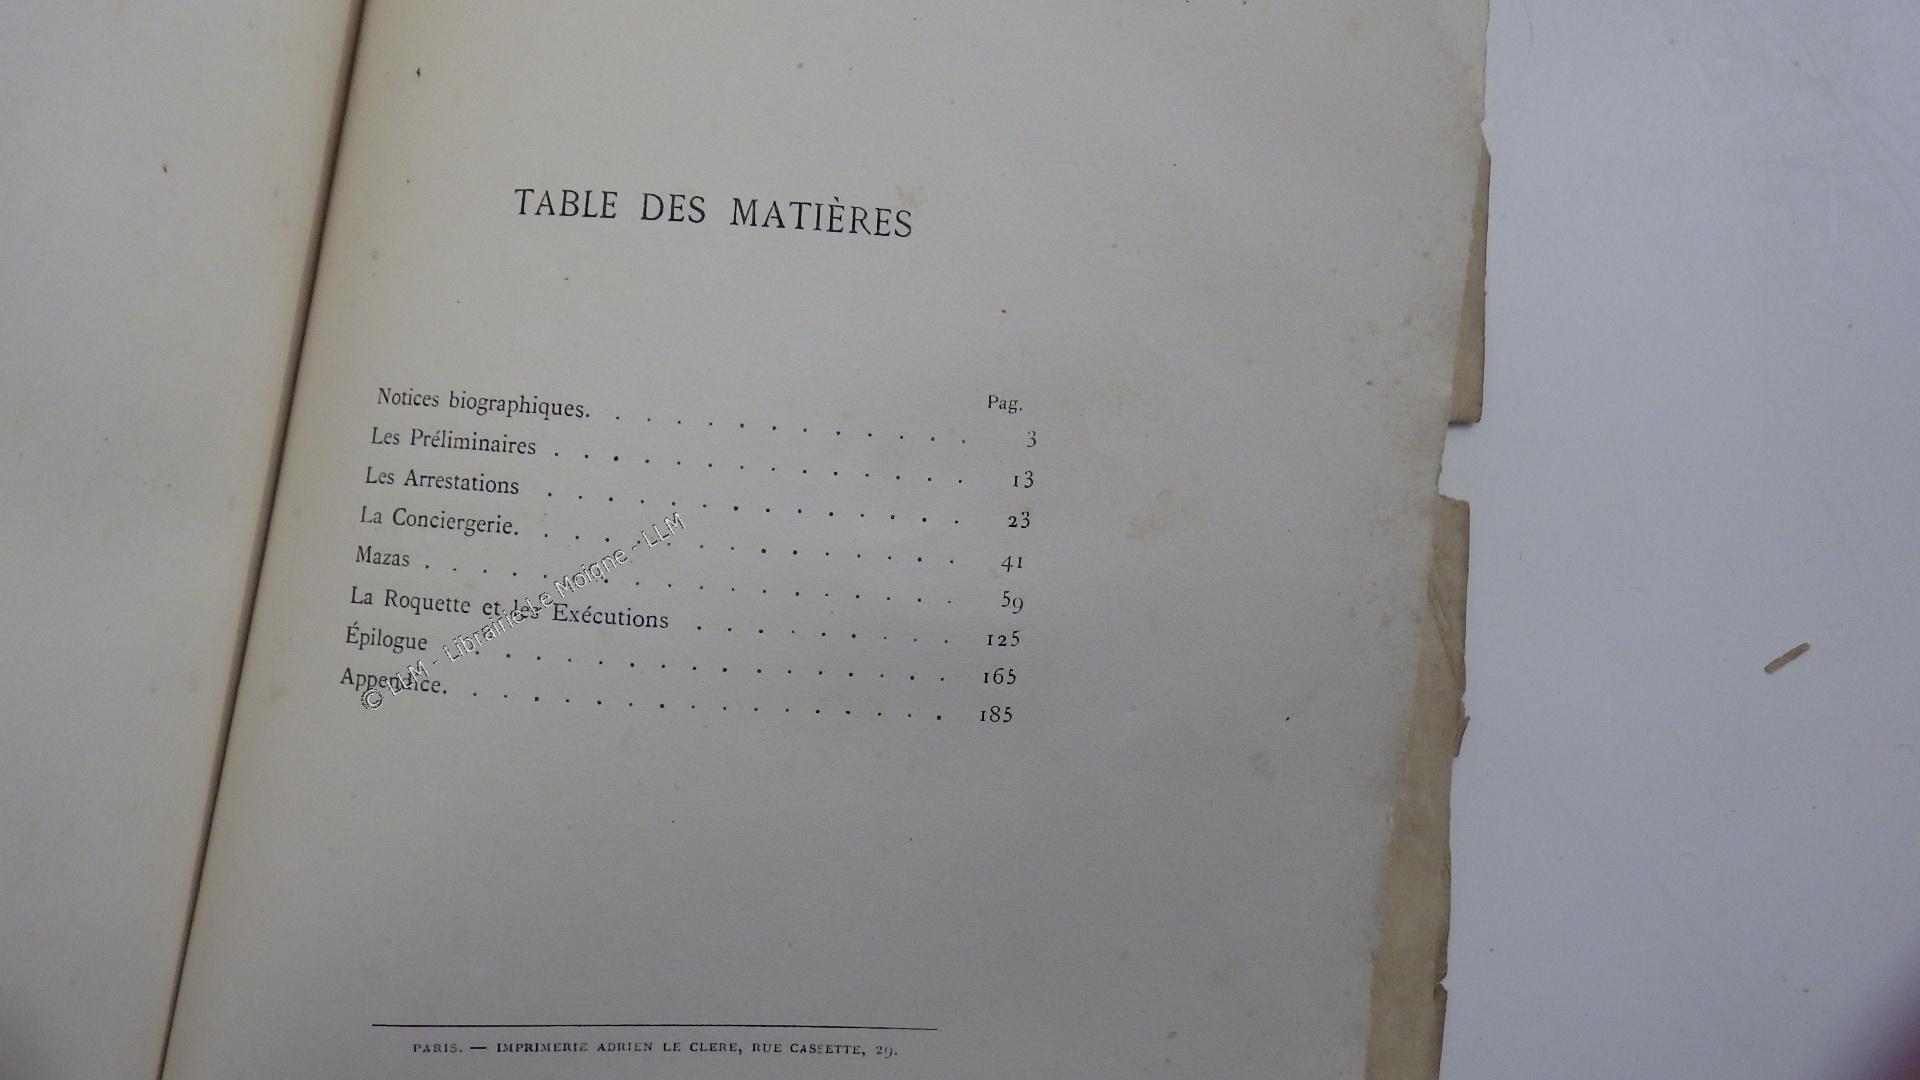 TABLE DES MATIÈRES
Pag.
Notices biographiques. . . . . . . . . . . . . 3
Les Préliminaires . . . . . . . . . . . . . . 13
Les Arrestations . . . . . . . . . . . . . . 23
La Conciergerie. . . . . . . . . . . . . . . 41
Mazas . . . . . . . . . . . . . . . . . . 59
La Roquette et les Exécutions . . . . . . . . . 125
Épilogue . . . . . . . . . . . . . . . . 165
Appendice. . . . . . . . . . . . . . . . . 185
© LLM - Librairie Le Moigne - LLM
PARIS. — IMPRIMERIE ADRIEN LE CLERE, RUE CASSETTE, 29.